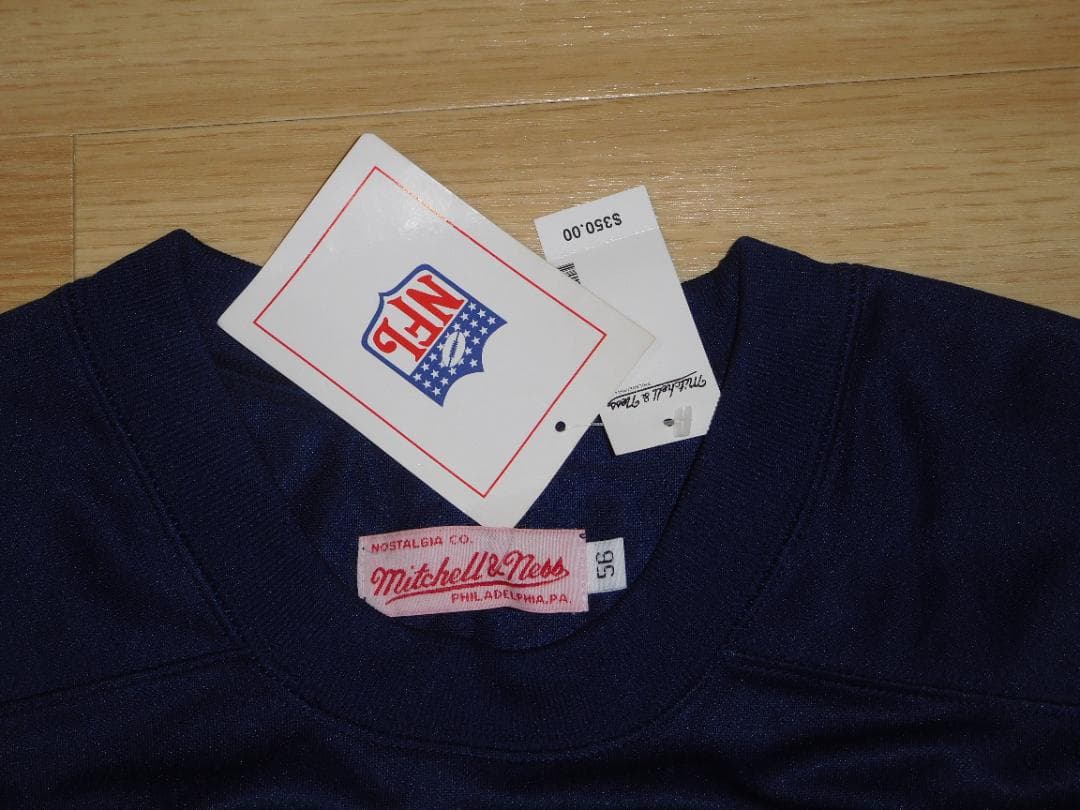 $350.00
NFL
Mitchell & Ness
NOSTALGIA CO.
Mitchell & Ness
PHILADELPHIA, PA.
56